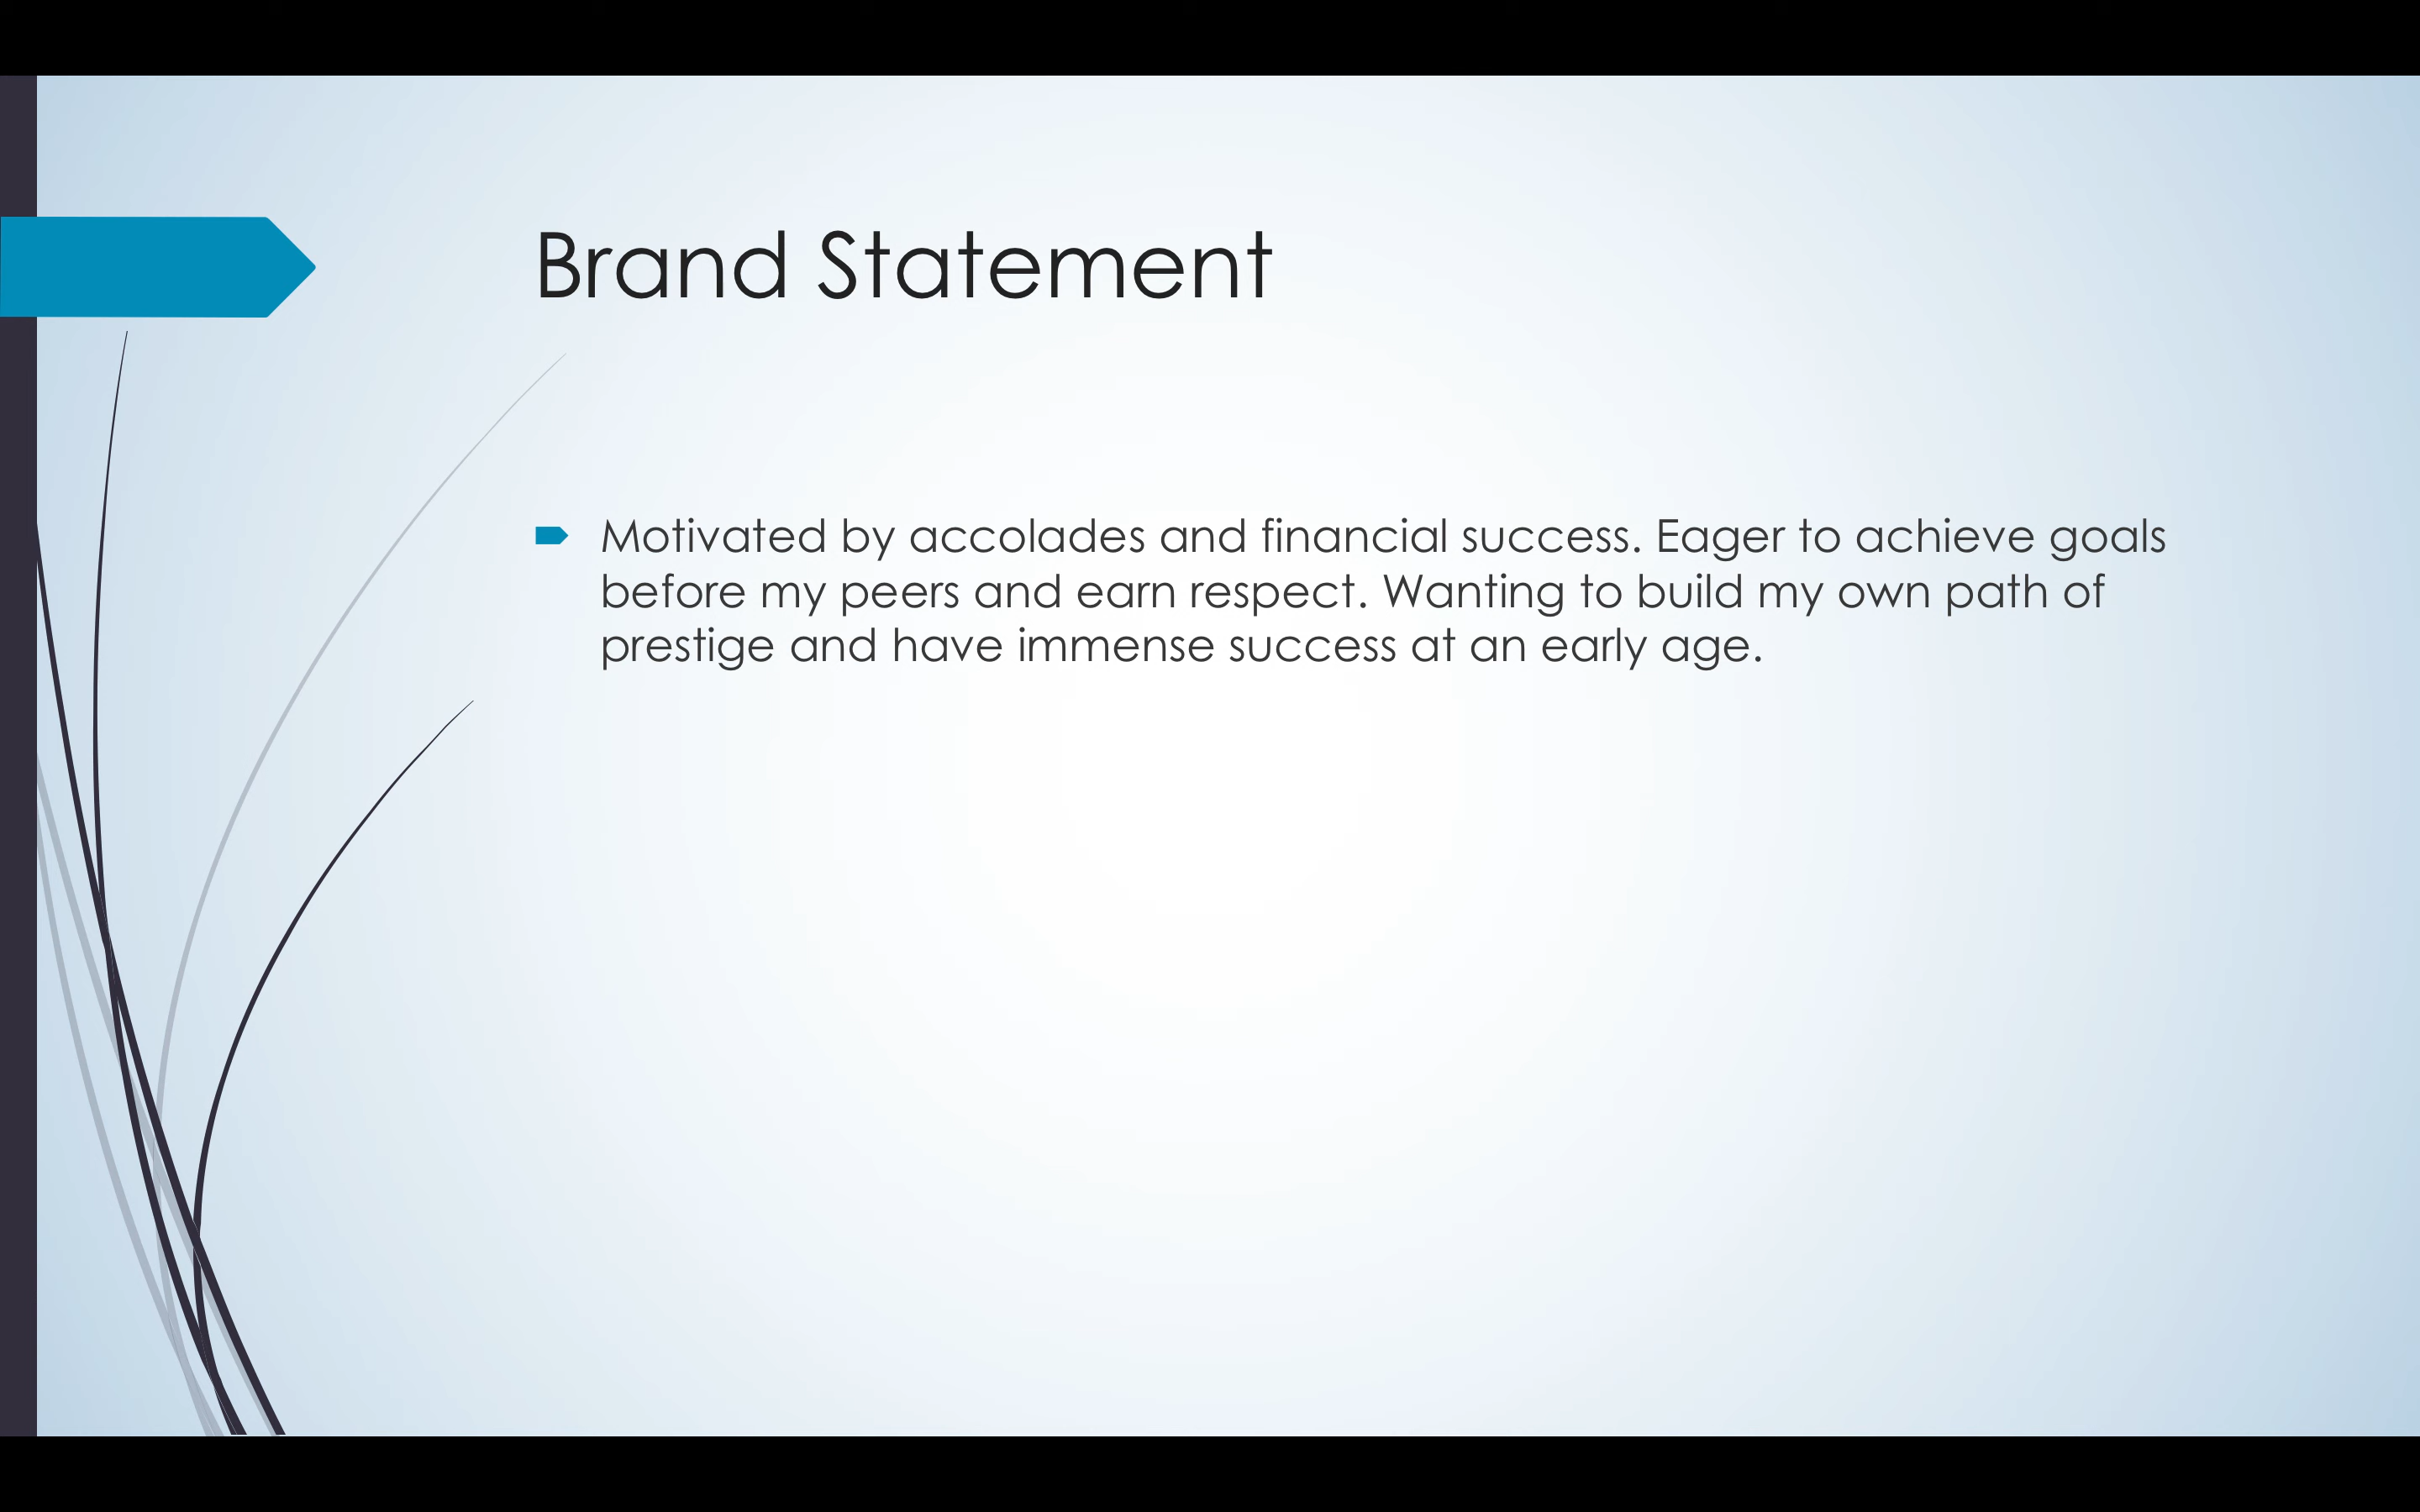 Brand Statement
Motivated by accolades and financial success. Eager to achieve goals
before my peers and earn respect. Wanting to build my own path of
prestige and have immense success at an early age.